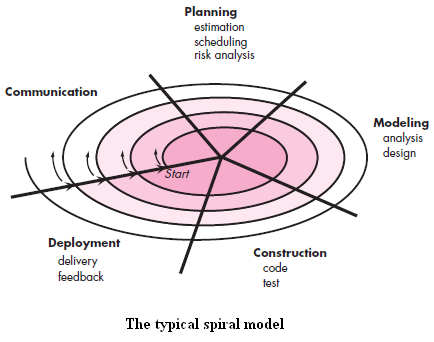 Planning
estimation
scheduling
risk analysis
Communication
Modeling
analysis
design
Start
Deployment
delivery
feedback
Construction
code
test
The typical spiral model